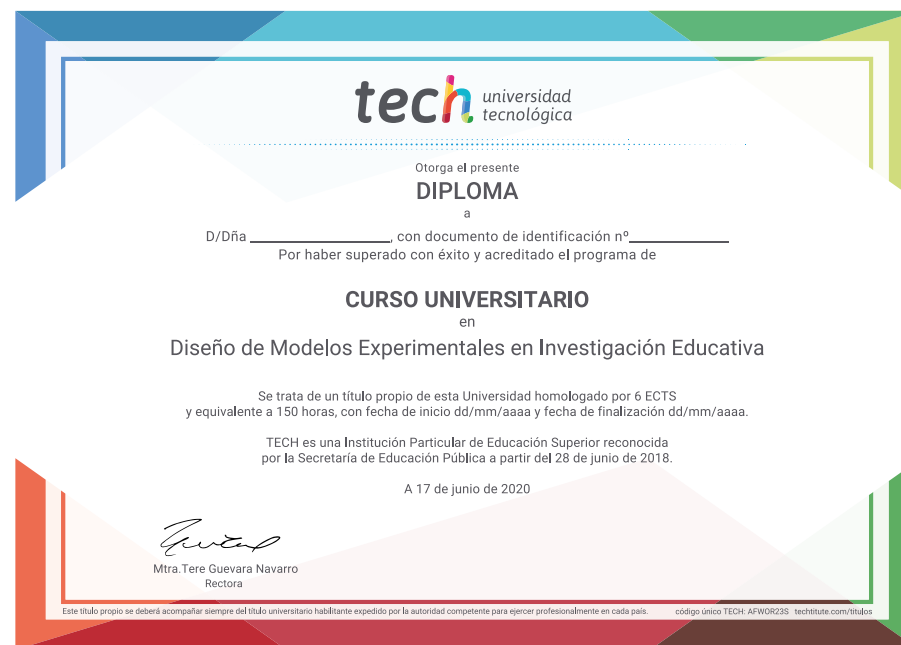 tech universidad
tecnológica
Otorga el presente
DIPLOMA
a
D/Dña ____________________, con documento de identificación nº______________
Por haber superado con éxito y acreditado el programa de
CURSO UNIVERSITARIO
en
Diseño de Modelos Experimentales en Investigación Educativa
Se trata de un título propio de esta Universidad homologado por 6 ECTS
y equivalente a 150 horas, con fecha de inicio dd/mm/aaaa y fecha de finalización dd/mm/aaaa.
TECH es una Institución Particular de Educación Superior reconocida
por la Secretaría de Educación Pública a partir del 28 de junio de 2018.
A 17 de junio de 2020
Mtra.Tere Guevara Navarro
Rectora
Este título propio se deberá acompañar siempre del título universitario habilitante expedido por la autoridad competente para ejercer profesionalmente en cada país. código único TECH: AFWOR23S techtitute.com/titulos